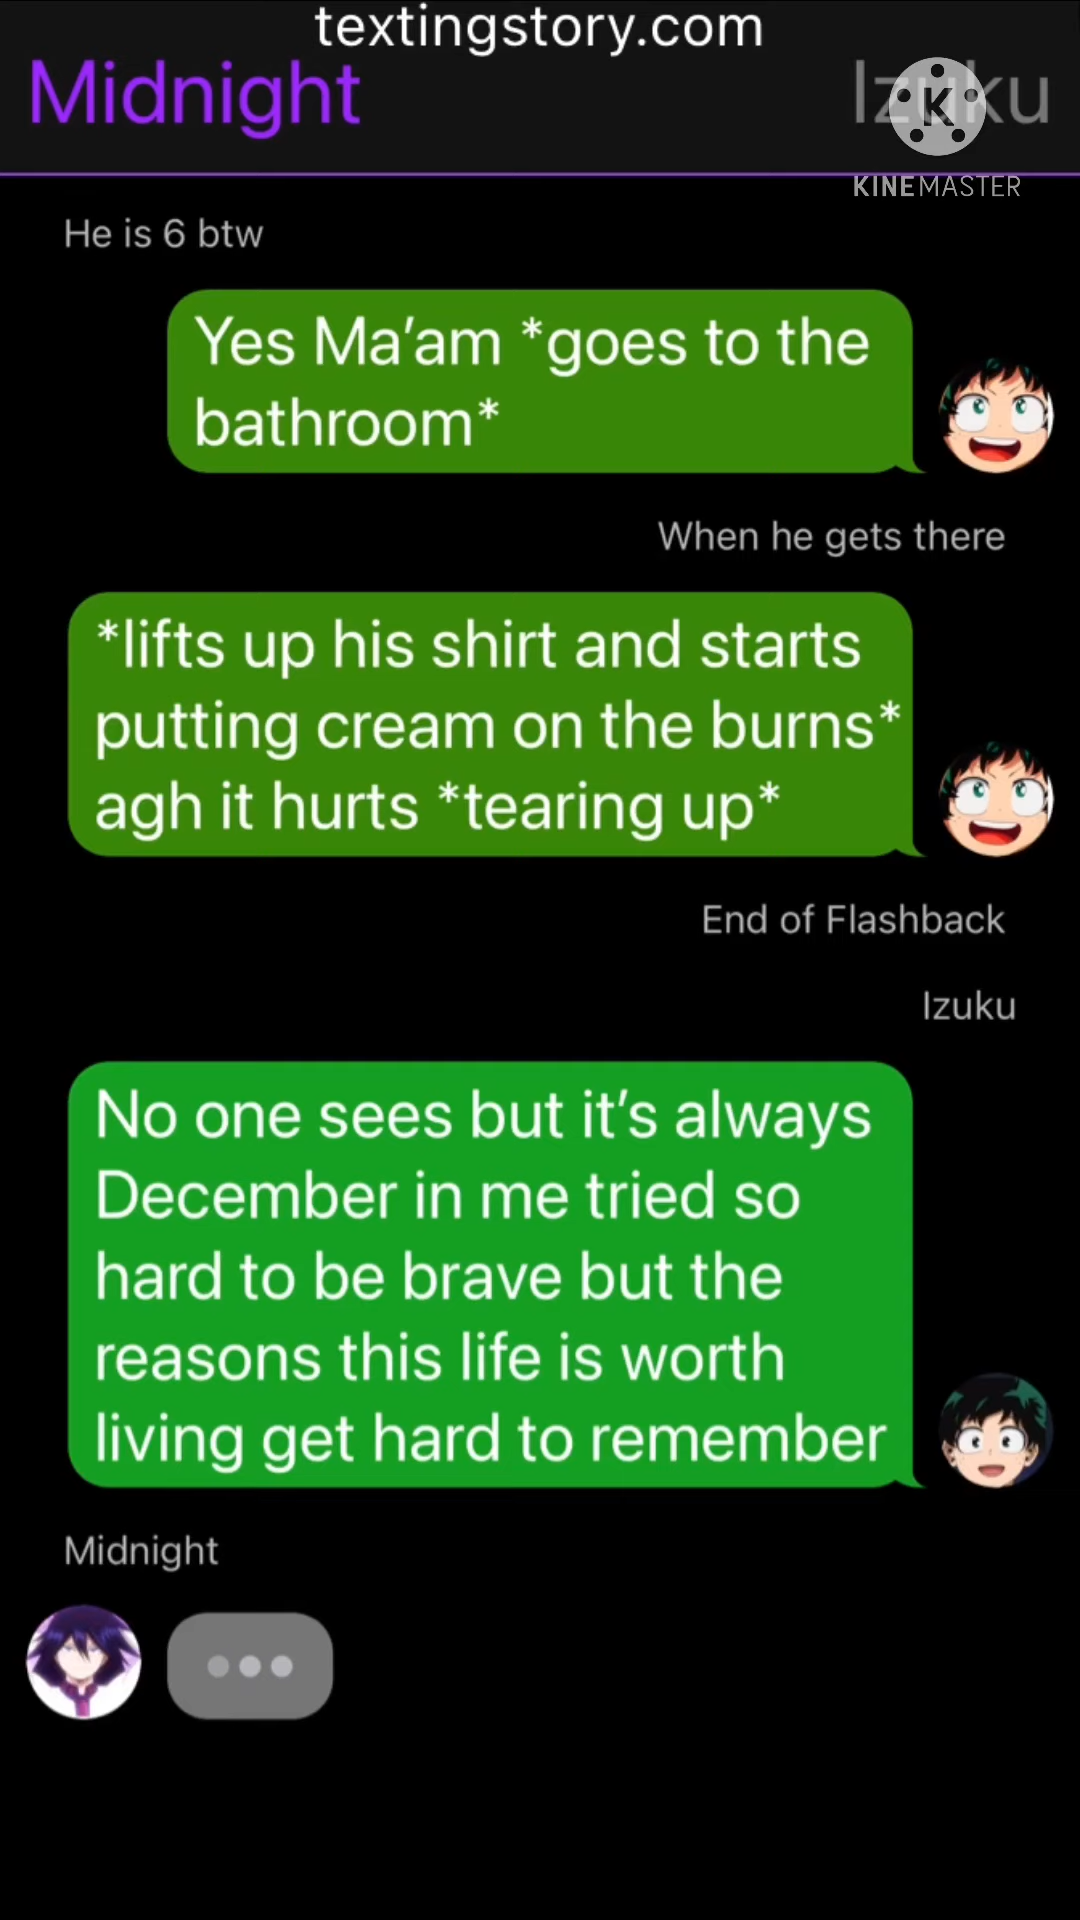 textingstory.com
Midnight
Izuku
K
KINEMASTER
He is 6 btw
Yes Ma’am *goes to the
bathroom*
When he gets there
*lifts up his shirt and starts
putting cream on the burns*
agh it hurts *tearing up*
End of Flashback
Izuku
No one sees but it’s always
December in me tried so
hard to be brave but the
reasons this life is worth
living get hard to remember
Midnight